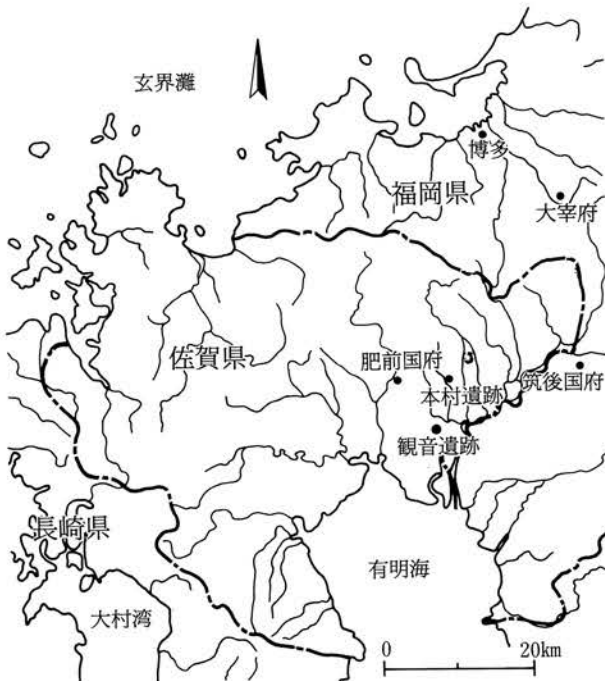 玄界灘
博多
福岡県
大宰府
佐賀県
肥前国府
本村遺跡
筑後国府
観音遺跡
長崎県
有明海
大村湾
0 20km